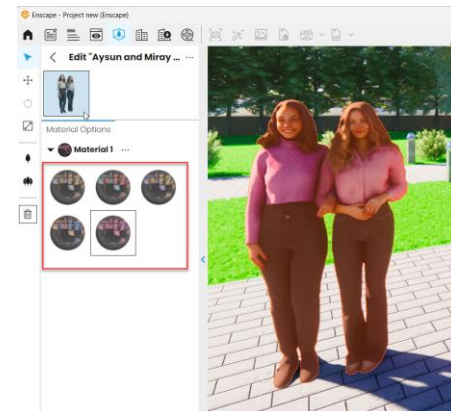 Enscape - Project new (Enscape)
Edit "Aysun and Miray ...
Material Options
Material 1